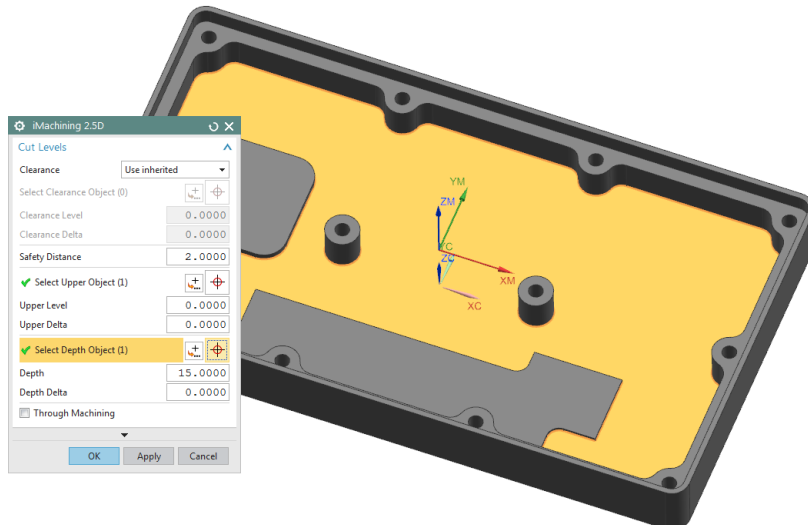 iMachining 2.5D
Cut Levels
Clearance Use inherited
Select Clearance Object (0)
Clearance Level 0.0000
Clearance Delta 0.0000
Safety Distance 2.0000
Select Upper Object (1)
Upper Level 0.0000
Upper Delta 0.0000
Select Depth Object (1)
Depth 15.0000
Depth Delta 0.0000
Through Machining
OK Apply Cancel
YM
ZM
YC
ZC
XM
XC